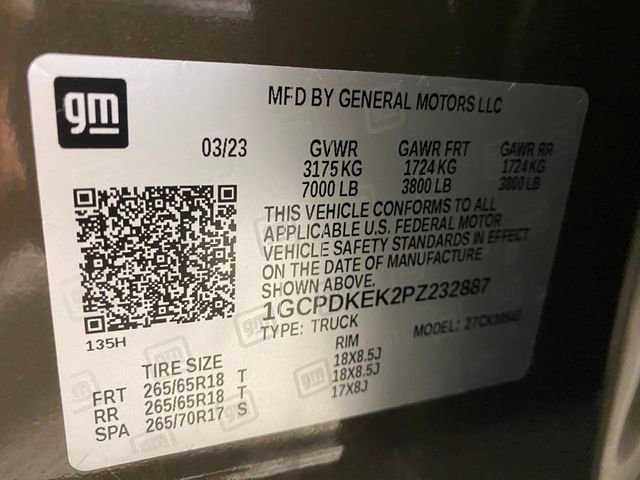 gm
MFD BY GENERAL MOTORS LLC
03/23 GVWR GAWR FRT GAWR RR
3175 KG 1724 KG 1724 KG
7000 LB 3800 LB 3800 LB
THIS VEHICLE CONFORMS TO ALL
APPLICABLE U.S. FEDERAL MOTOR
VEHICLE SAFETY STANDARDS IN EFFECT
ON THE DATE OF MANUFACTURE
SHOWN ABOVE.
1GCPDKEK2PZ232887
TYPE: TRUCK MODEL:
135H
TIRE SIZE RIM
FRT 265/65R18 T 18X8.5J
RR 265/65R18 T 18X8.5J
SPA 265/70R17 S 17X8J